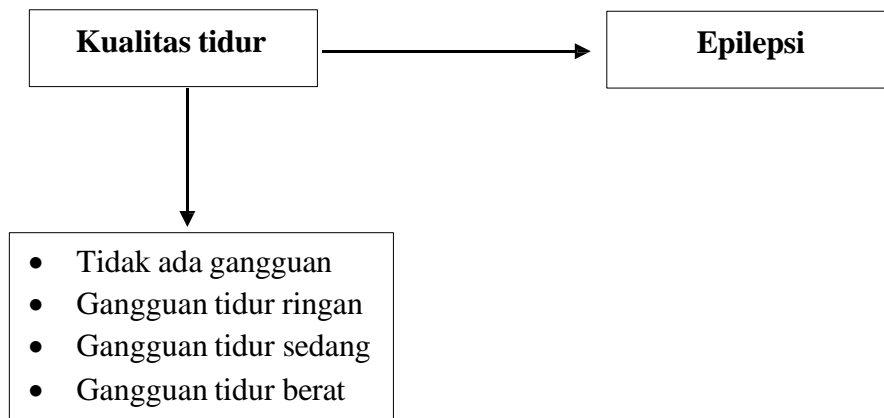 Kualitas tidur
Epilepsi
• Tidak ada gangguan
• Gangguan tidur ringan
• Gangguan tidur sedang
• Gangguan tidur berat